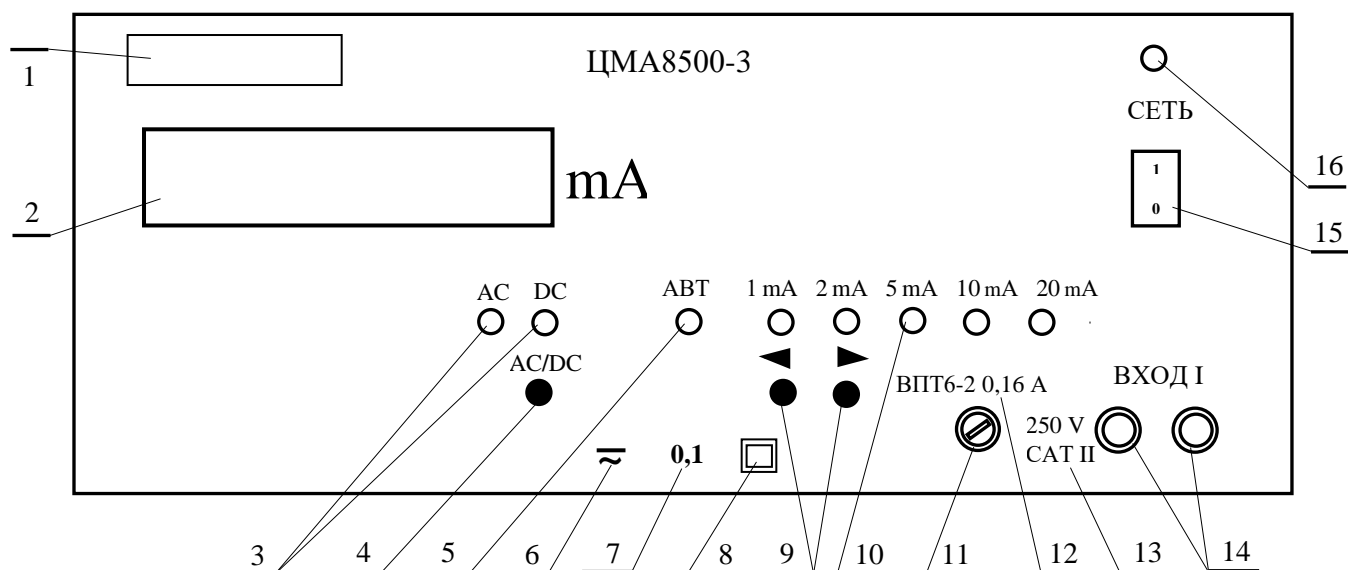 ЦМА8500-3
1
СЕТЬ
mA
1
0
16
2
15
AC DC АВТ 1 mA 2 mA 5 mA 10 mA 20 mA
AC/DC
ВПТ6-2 0,16 А
ВХОД I
250 V
CAT II
0,1
3 4 5 6 7 8 9 10 11 12 13 14